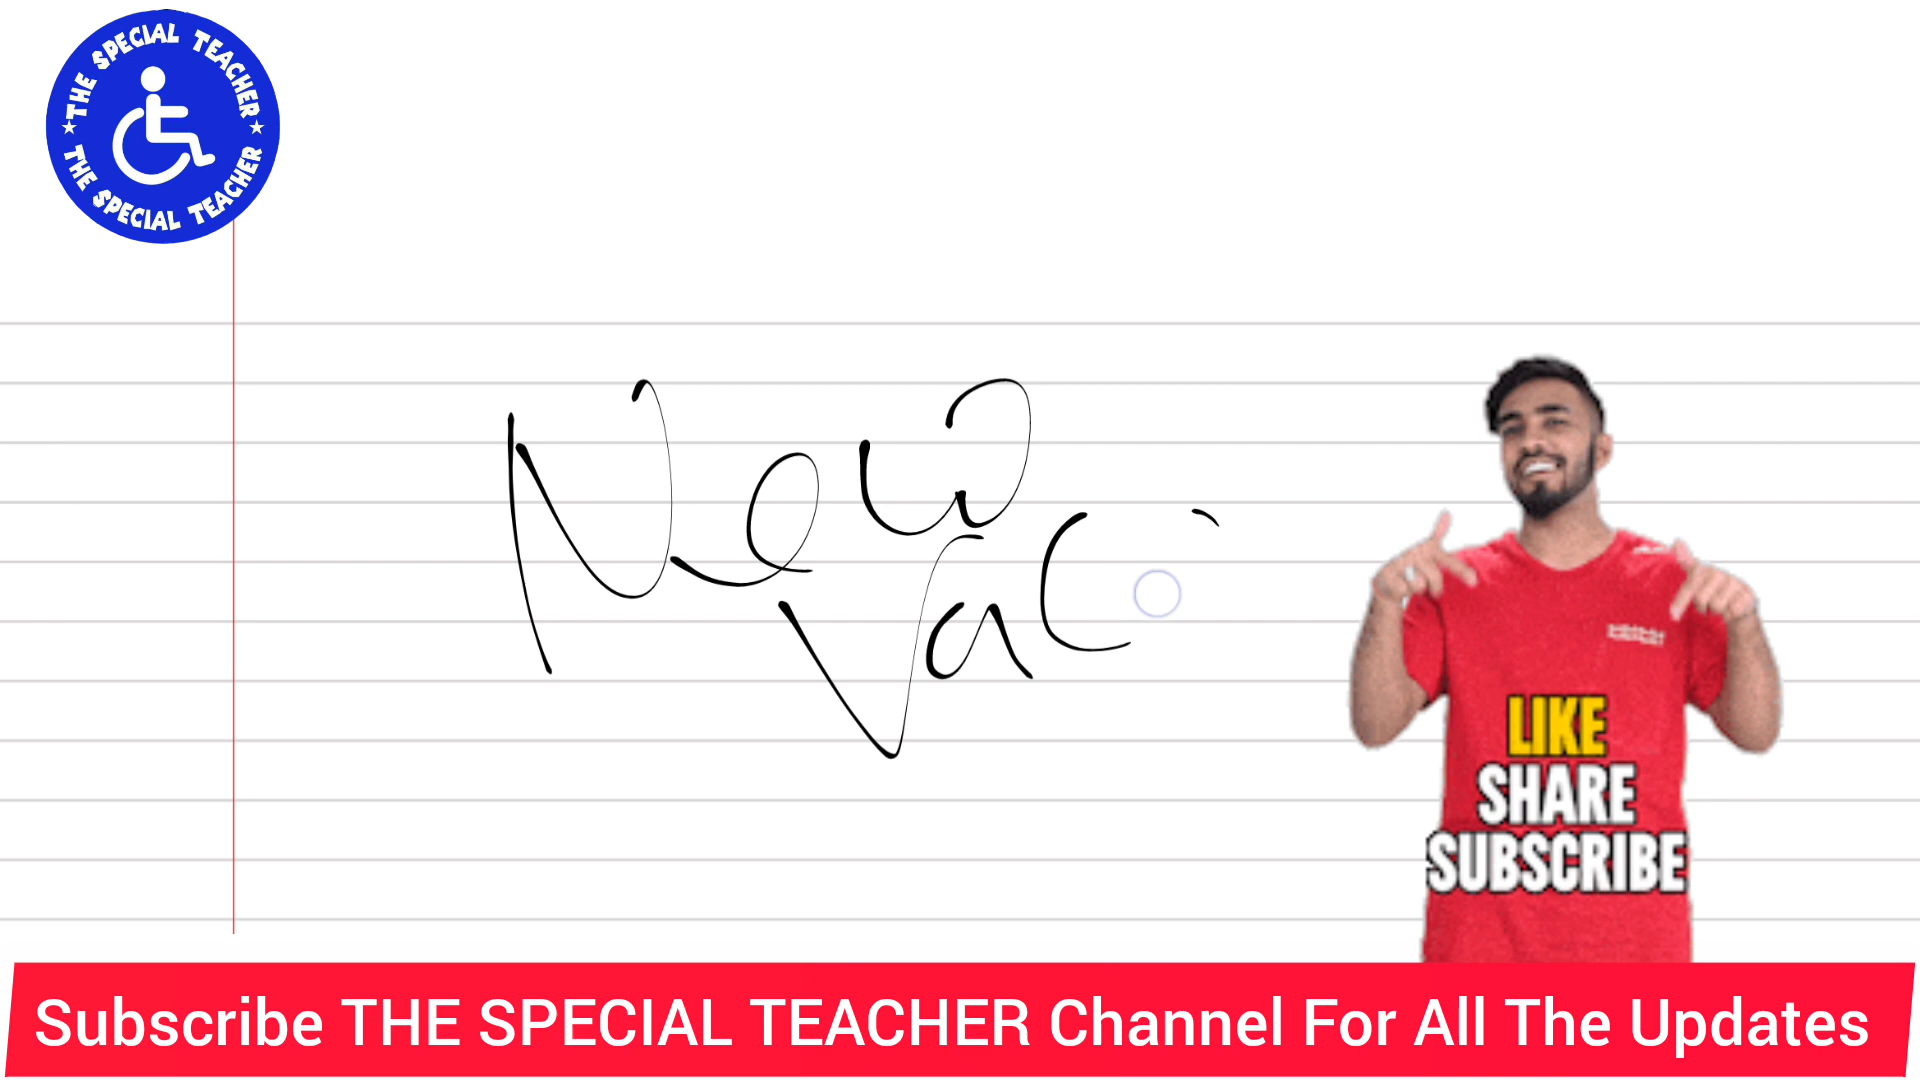 THE SPECIAL TEACHER
THE SPECIAL TEACHER
New
Vac
LIKE
SHARE
SUBSCRIBE
Subscribe THE SPECIAL TEACHER Channel For All The Updates